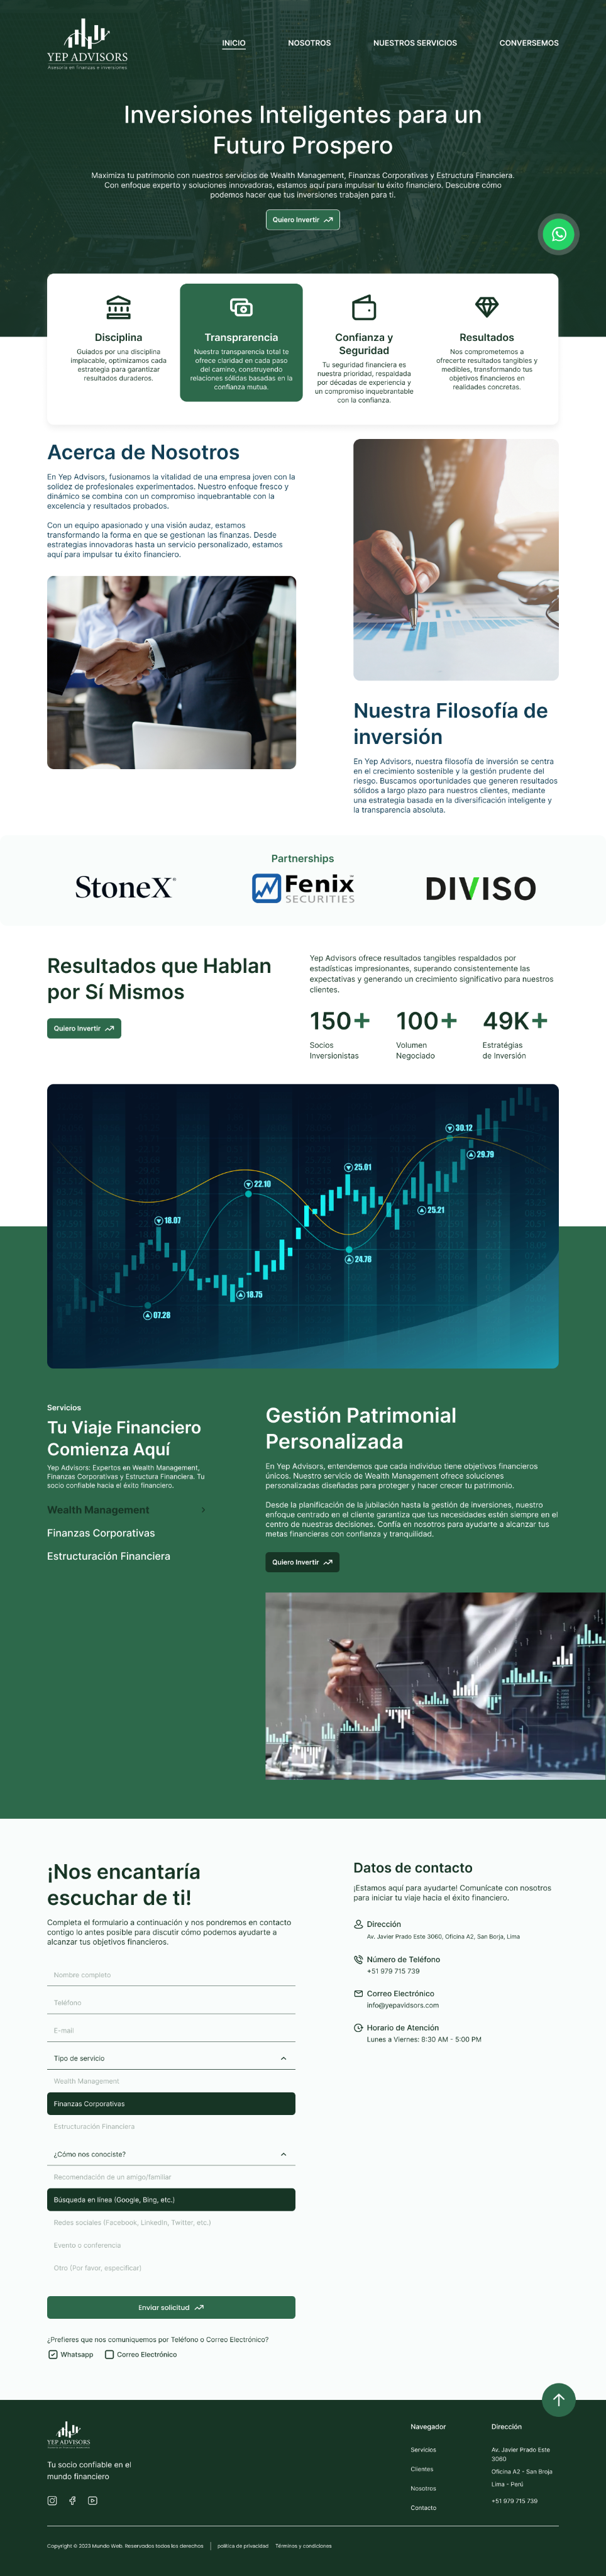 YEP ADVISORS
Asesoría en finanzas e inversiones
INICIO
NOSOTROS
NUESTROS SERVICIOS
CONVERSEMOS
Inversiones Inteligentes para un
Futuro Prospero
Maximiza tu patrimonio con nuestros servicios de Wealth Management, Finanzas Corporativas y Estructura Financiera.
Con enfoque experto y soluciones innovadoras, estamos aquí para impulsar tu éxito financiero. Descubre cómo
podemos hacer que tus inversiones trabajen para ti.
Quiero Invertir
Disciplina
Guiados por una disciplina
implacable, optimizamos cada
estrategia para garantizar
resultados duraderos.
Transprarencia
Nuestra transparencia total te
ofrece claridad en cada paso
del camino, construyendo
relaciones sólidas basadas en la
confianza mutua.
Confianza y
Seguridad
Tu seguridad financiera es
nuestra prioridad, respaldada
por décadas de experiencia y
un compromiso inquebrantable
con la confianza.
Resultados
Nos comprometemos a
ofrecerte resultados tangibles y
medibles, transformando tus
objetivos financieros en
realidades concretas.
Acerca de Nosotros
En Yep Advisors, fusionamos la vitalidad de una empresa joven con la
solidez de profesionales experimentados. Nuestro enfoque fresco y
dinámico se combina con un compromiso inquebrantable con la
excelencia y resultados probados.
Con un equipo apasionado y una visión audaz, estamos
transformando la forma en que se gestionan las finanzas. Desde
estrategias innovadoras hasta un servicio personalizado, estamos
aquí para impulsar tu éxito financiero.
Nuestra Filosofía de
inversión
En Yep Advisors, nuestra filosofía de inversión se centra
en el crecimiento sostenible y la gestión prudente del
riesgo. Buscamos oportunidades que generen resultados
sólidos a largo plazo para nuestros clientes, mediante
una estrategia basada en la diversificación inteligente y
la transparencia absoluta.
Partnerships
StoneX®
Fenix™
SECURITIES
DIVISO
Resultados que Hablan
por Sí Mismos
Quiero Invertir
Yep Advisors ofrece resultados tangibles respaldados por
estadísticas impresionantes, superando consistentemente las
expectativas y generando un crecimiento significativo para nuestros
clientes.
150+
Socios
Inversionistas
100+
Volumen
Negociado
49K+
Estratégias
de Inversión
30.12
29.79
25.01
22.10
25.21
18.07
24.78
18.75
07.28
Servicios
Tu Viaje Financiero
Comienza Aquí
Yep Advisors: Expertos en Wealth Management,
Finanzas Corporativas y Estructura Financiera. Tu
socio confiable hacia el éxito financiero.
Wealth Management
Finanzas Corporativas
Estructuración Financiera
Gestión Patrimonial
Personalizada
En Yep Advisors, entendemos que cada individuo tiene objetivos financieros
únicos. Nuestro servicio de Wealth Management ofrece soluciones
personalizadas diseñadas para proteger y hacer crecer tu patrimonio.
Desde la planificación de la jubilación hasta la gestión de inversiones, nuestro
enfoque centrado en el cliente garantiza que tus necesidades estén siempre en el
centro de nuestras decisiones. Confía en nosotros para ayudarte a alcanzar tus
metas financieras con confianza y tranquilidad.
Quiero Invertir
¡Nos encantaría
escuchar de ti!
Completa el formulario a continuación y nos pondremos en contacto
contigo lo antes posible para discutir cómo podemos ayudarte a
alcanzar tus objetivos financieros.
Nombre completo
Teléfono
E-mail
Tipo de servicio
Wealth Management
Finanzas Corporativas
Estructuración Financiera
¿Cómo nos conociste?
Recomendación de un amigo/familiar
Búsqueda en línea (Google, Bing, etc.)
Redes sociales (Facebook, LinkedIn, Twitter, etc.)
Evento o conferencia
Otro (Por favor, especificar)
Enviar solicitud
¿Prefieres que nos comuniquemos por Teléfono o Correo Electrónico?
Whatsapp
Correo Electrónico
Datos de contacto
¡Estamos aquí para ayudarte! Comunícate con nosotros
para iniciar tu viaje hacia el éxito financiero.
Dirección
Av. Javier Prado Este 3060, Oficina A2, San Borja, Lima
Número de Teléfono
+51 979 715 739
Correo Electrónico
info@yepavidsors.com
Horario de Atención
Lunes a Viernes: 8:30 AM - 5:00 PM
YEP ADVISORS
Tu socio confiable en el
mundo financiero
Navegador
Servicios
Clientes
Nosotros
Contacto
Dirección
Av. Javier Prado Este
3060
Oficina A2 - San Broja
Lima - Perú
+51 979 715 739
Copyright © 2023 Mundo Web. Reservados todos los derechos
política de privacidad
Términos y condiciones